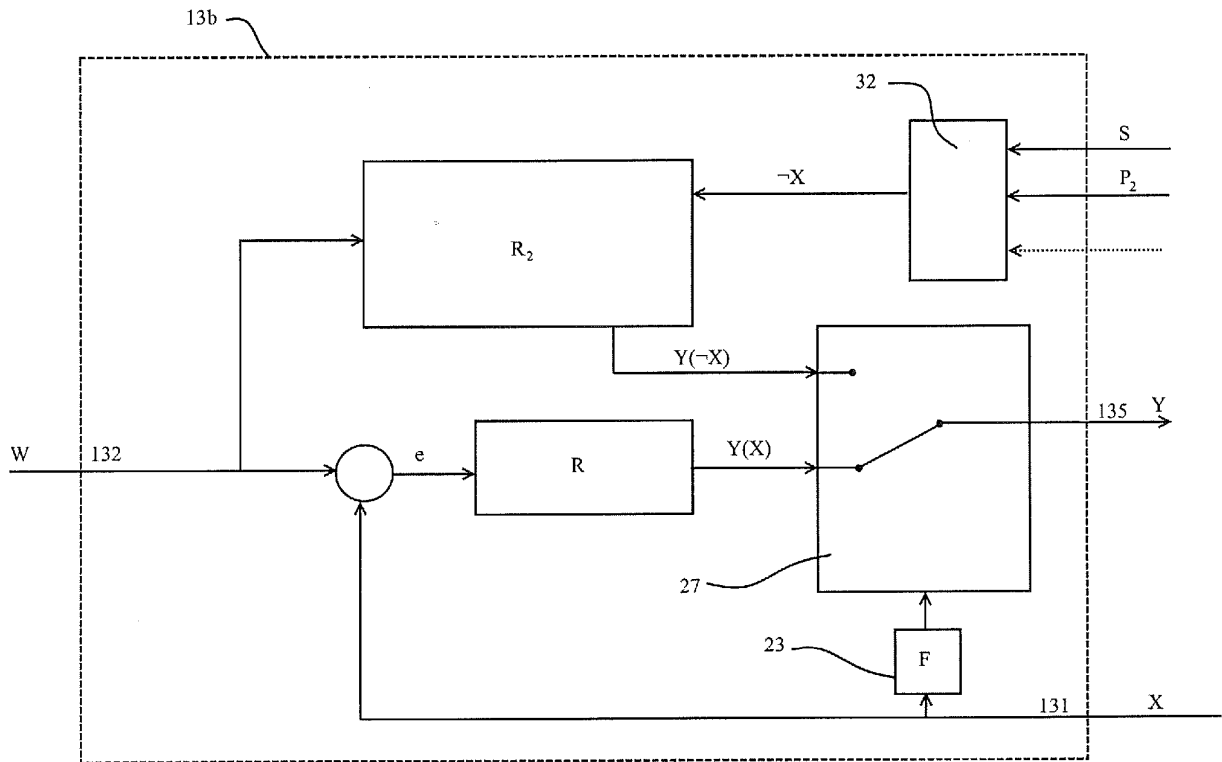 13b
32
S
¬X
P₂
R₂
Y(¬X)
135 Y
W 132
e
R
Y(X)
27
23
F
131 X